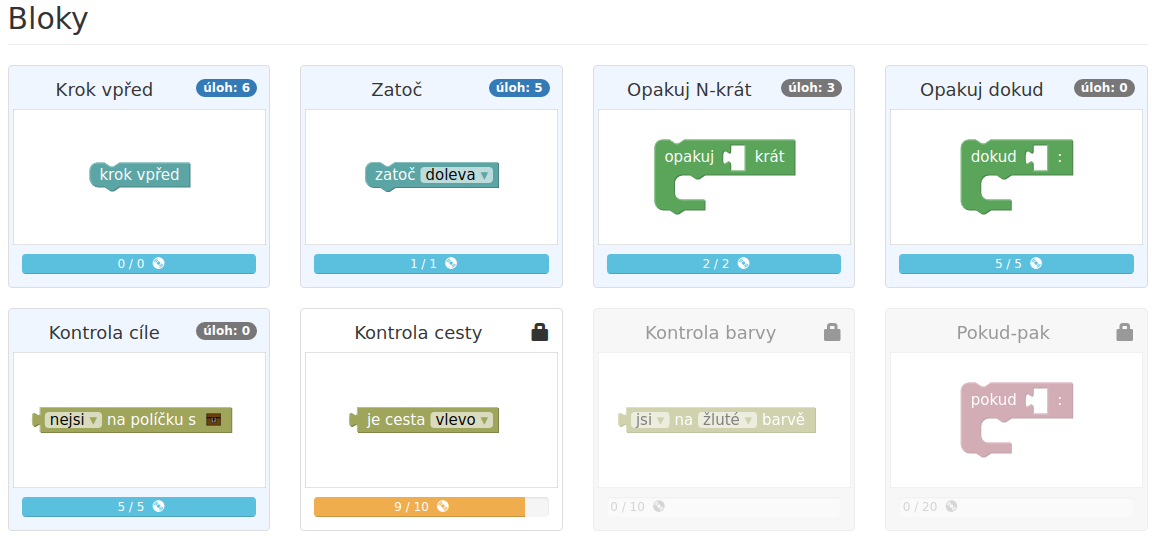 Bloky
Krok vpřed úloh: 6
krok vpřed
0 / 0
Zatoč úloh: 5
zatoč doleva ▼
1 / 1
Opakuj N-krát úloh: 3
opakuj krát
2 / 2
Opakuj dokud úloh: 0
dokud :
5 / 5
Kontrola cíle úloh: 0
nejsi ▼ na políčku s
5 / 5
Kontrola cesty
je cesta vlevo ▼
9 / 10
Kontrola barvy
jsi ▼ na žluté ▼ barvě
0 / 10
Pokud-pak
pokud :
0 / 20